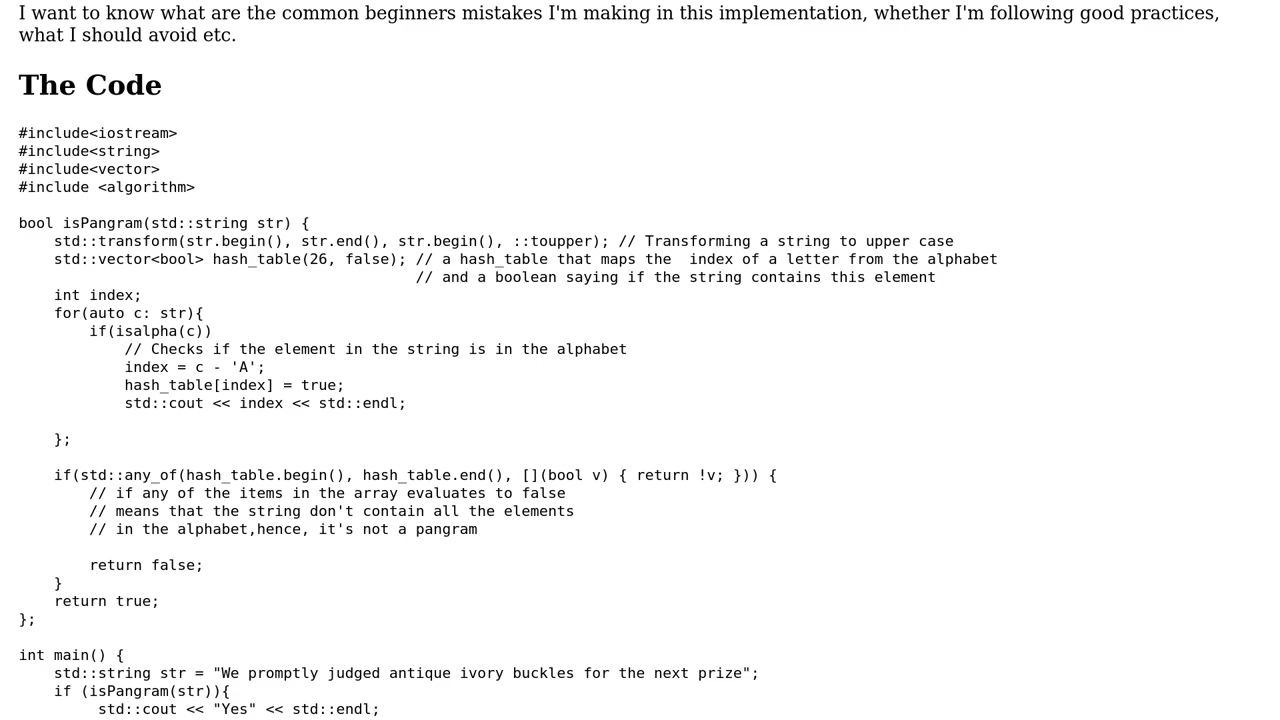 I want to know what are the common beginners mistakes I'm making in this implementation, whether I'm following good practices,
what I should avoid etc.
The Code
#include<iostream>
#include<string>
#include<vector>
#include <algorithm>
bool isPangram(std::string str) {
    std::transform(str.begin(), str.end(), str.begin(), ::toupper); // Transforming a string to upper case
    std::vector<bool> hash_table(26, false); // a hash_table that maps the  index of a letter from the alphabet
                                             // and a boolean saying if the string contains this element
    int index;
    for(auto c: str){
        if(isalpha(c))
            // Checks if the element in the string is in the alphabet
            index = c - 'A';
            hash_table[index] = true;
            std::cout << index << std::endl;
    };
    if(std::any_of(hash_table.begin(), hash_table.end(), [](bool v) { return !v; })) {
        // if any of the items in the array evaluates to false
        // means that the string don't contain all the elements
        // in the alphabet,hence, it's not a pangram
        return false;
    }
    return true;
};
int main() {
    std::string str = "We promptly judged antique ivory buckles for the next prize";
    if (isPangram(str)){
         std::cout << "Yes" << std::endl;